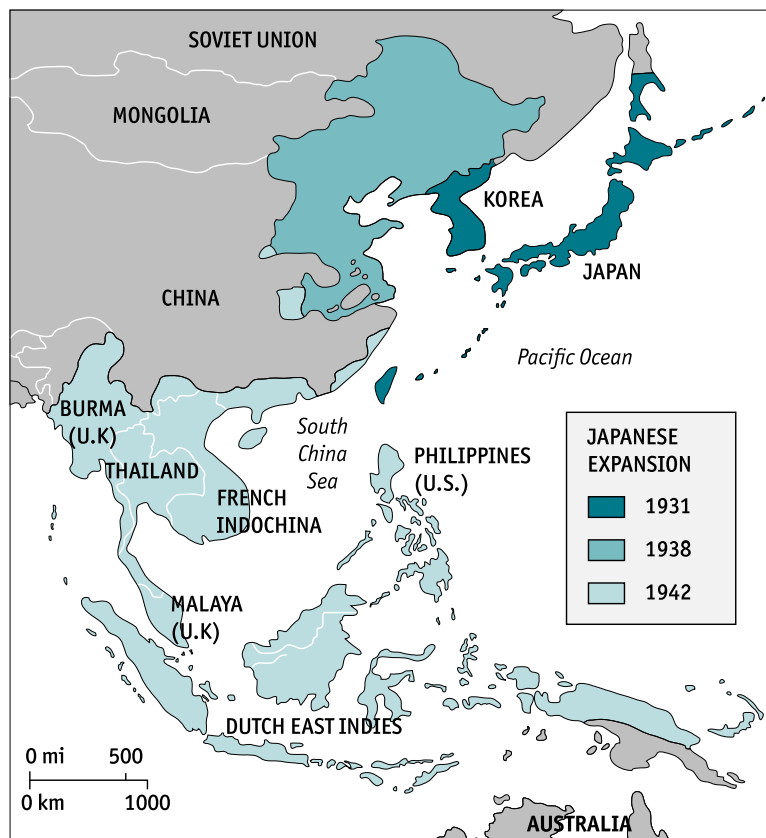 SOVIET UNION
MONGOLIA
KOREA
JAPAN
CHINA
Pacific Ocean
BURMA
(U.K)
South
China
Sea
THAILAND
PHILIPPINES
(U.S.)
FRENCH
INDOCHINA
JAPANESE
EXPANSION
1931
1938
1942
MALAYA
(U.K)
DUTCH EAST INDIES
0 mi 500
0 km 1000
AUSTRALIA